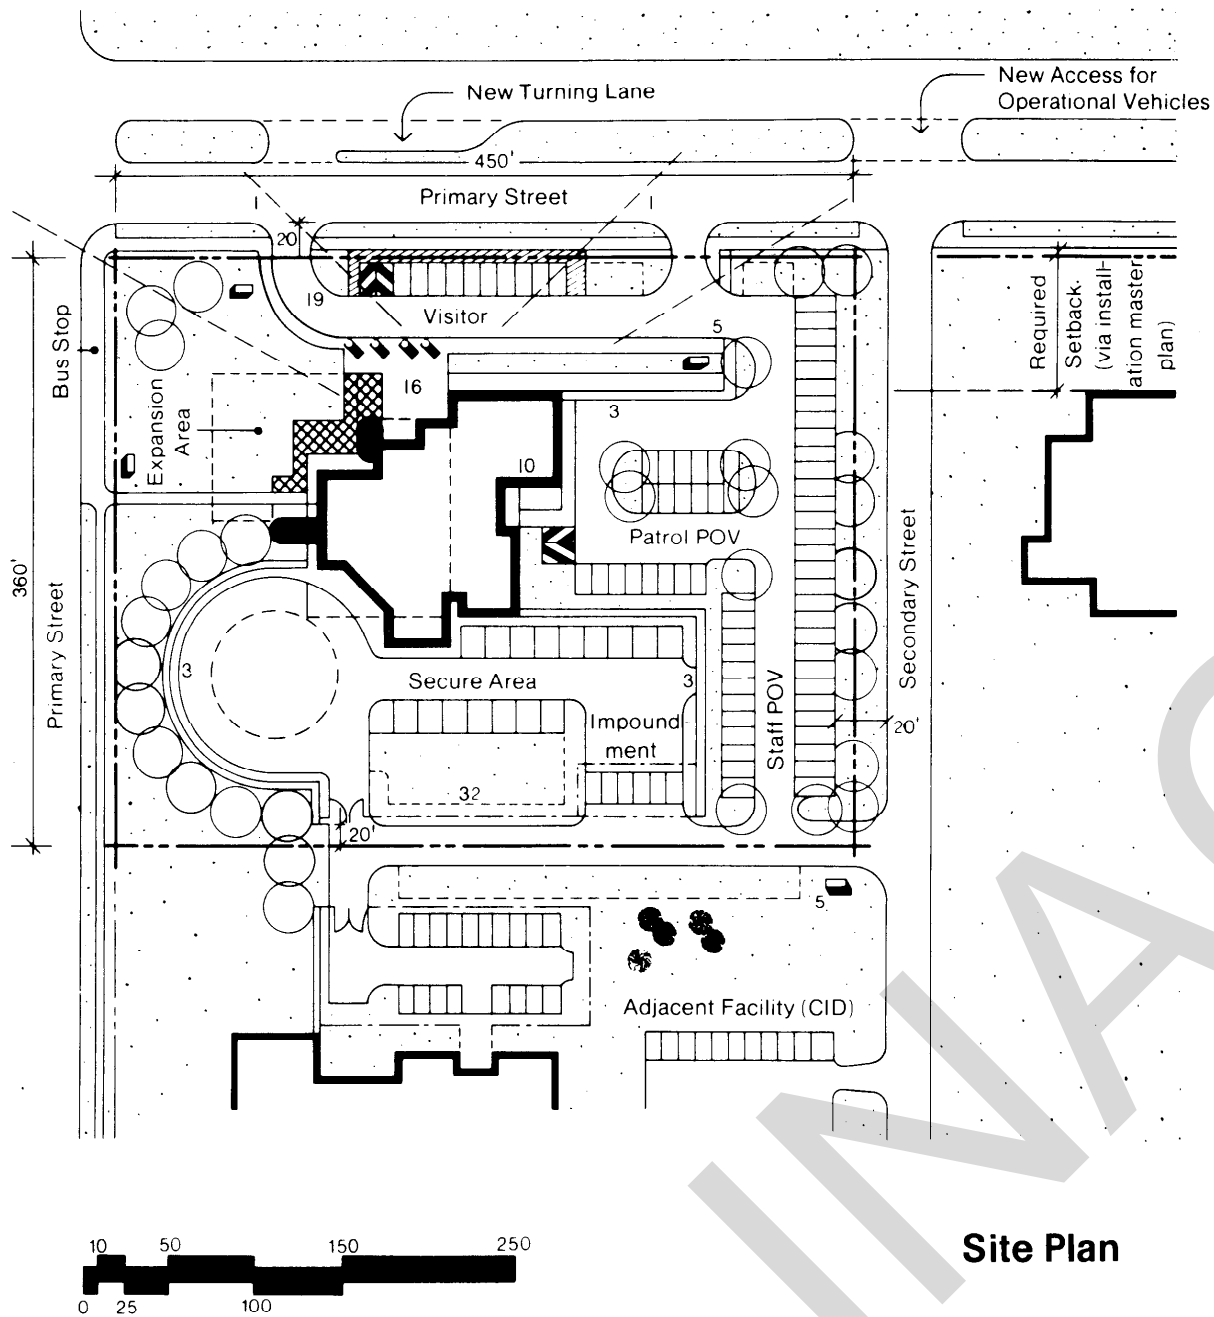 New Turning Lane
New Access for
Operational Vehicles
450'
Primary Street
20'
19
Visitor
5
Bus Stop
Expansion
Area
16
3
10
Required
Setback-
(via install-
ation master
plan)
Patrol POV
360'
Primary Street
3
Secure Area
3
Impound
ment
Staff POV
Secondary Street
20'
32
20'
5
Adjacent Facility (CID)
10 50 150 250
0 25 100
Site Plan
INAC